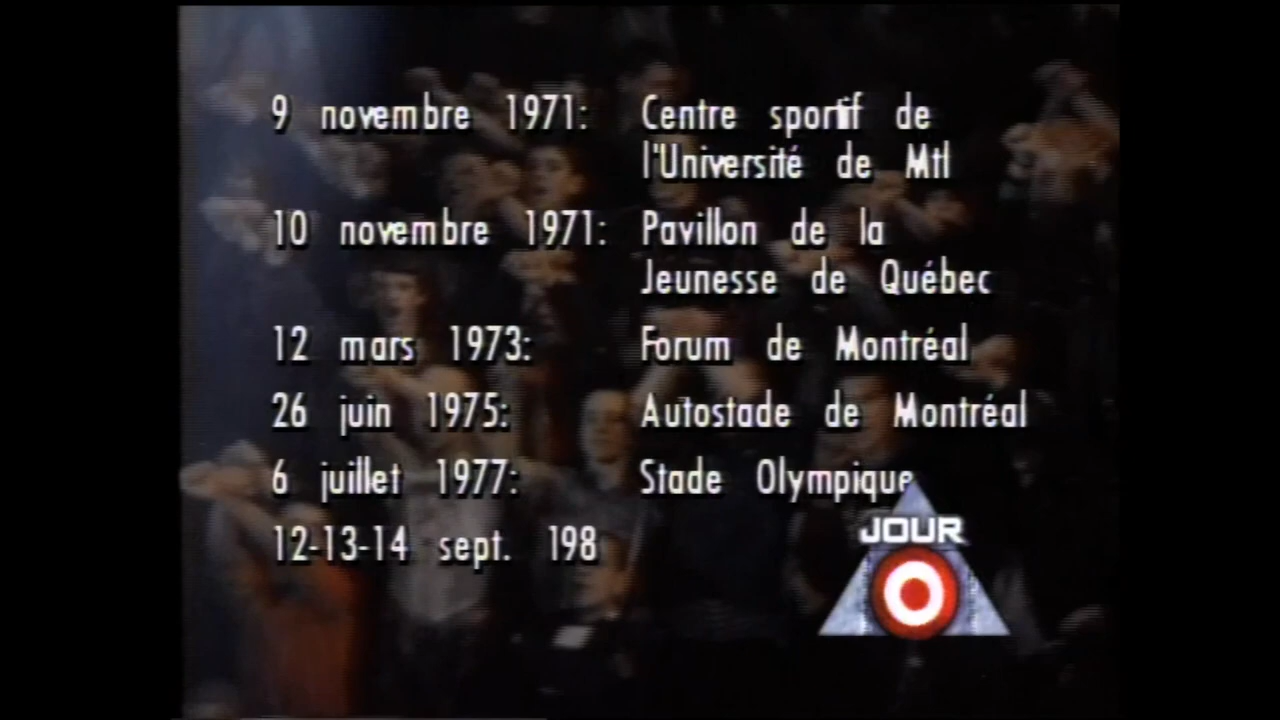 9 novembre 1971: Centre sportif de
l'Université de Mtl
10 novembre 1971: Pavillon de la
Jeunesse de Québec
12 mars 1973: Forum de Montréal
26 juin 1975: Autostade de Montréal
6 juillet 1977: Stade Olympique
12-13-14 sept. 198
JOUR